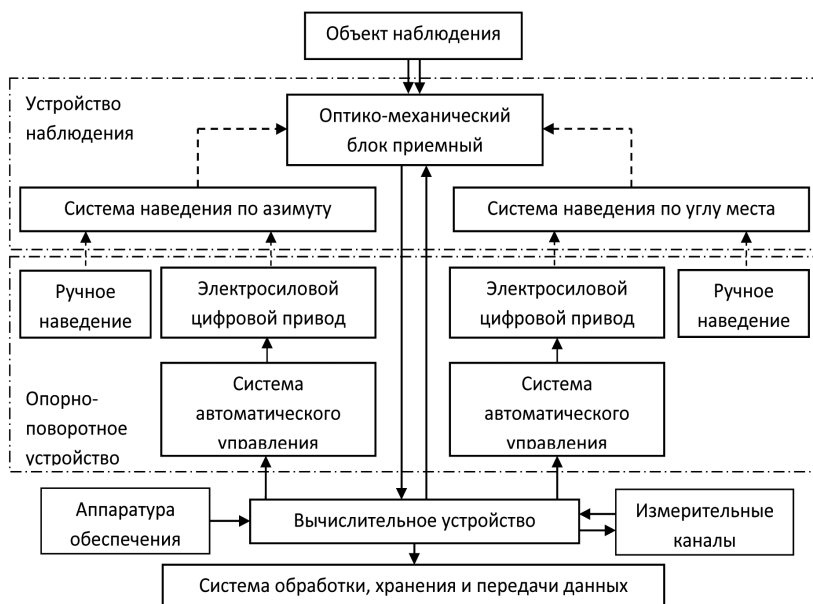 Объект наблюдения
Устройство
наблюдения
Оптико-механический
блок приемный
Система наведения по азимуту
Система наведения по углу места
Ручное
наведение
Электросиловой
цифровой привод
Электросиловой
цифровой привод
Ручное
наведение
Опорно-
поворотное
устройство
Система
автоматического
управления
Система
автоматического
управления
Аппаратура
обеспечения
Вычислительное устройство
Измерительные
каналы
Система обработки, хранения и передачи данных